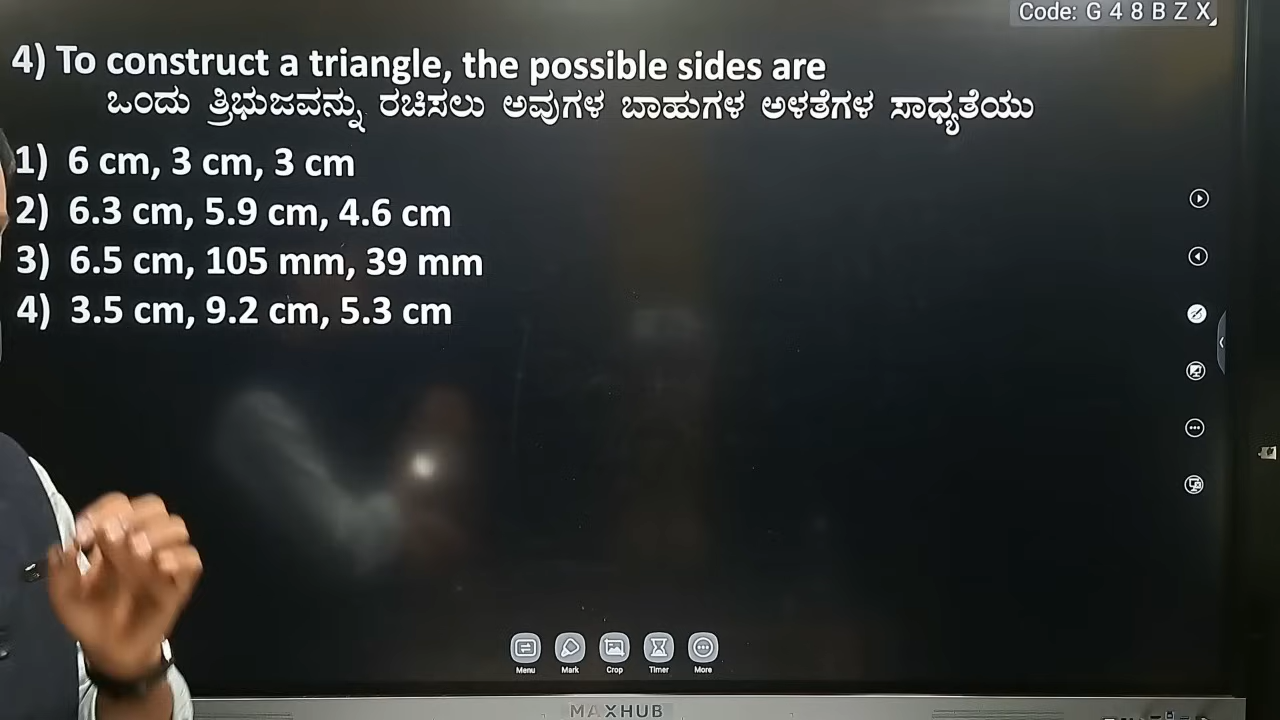 Code: G 4 8 B Z X
4) To construct a triangle, the possible sides are
ಒಂದು ತ್ರಿಭುಜವನ್ನು ರಚಿಸಲು ಅವುಗಳ ಬಾಹುಗಳ ಅಳತೆಗಳ ಸಾಧ್ಯತೆಯು
1) 6 cm, 3 cm, 3 cm
2) 6.3 cm, 5.9 cm, 4.6 cm
3) 6.5 cm, 105 mm, 39 mm
4) 3.5 cm, 9.2 cm, 5.3 cm
Menu Mark Crop Timer More
MAXHUB